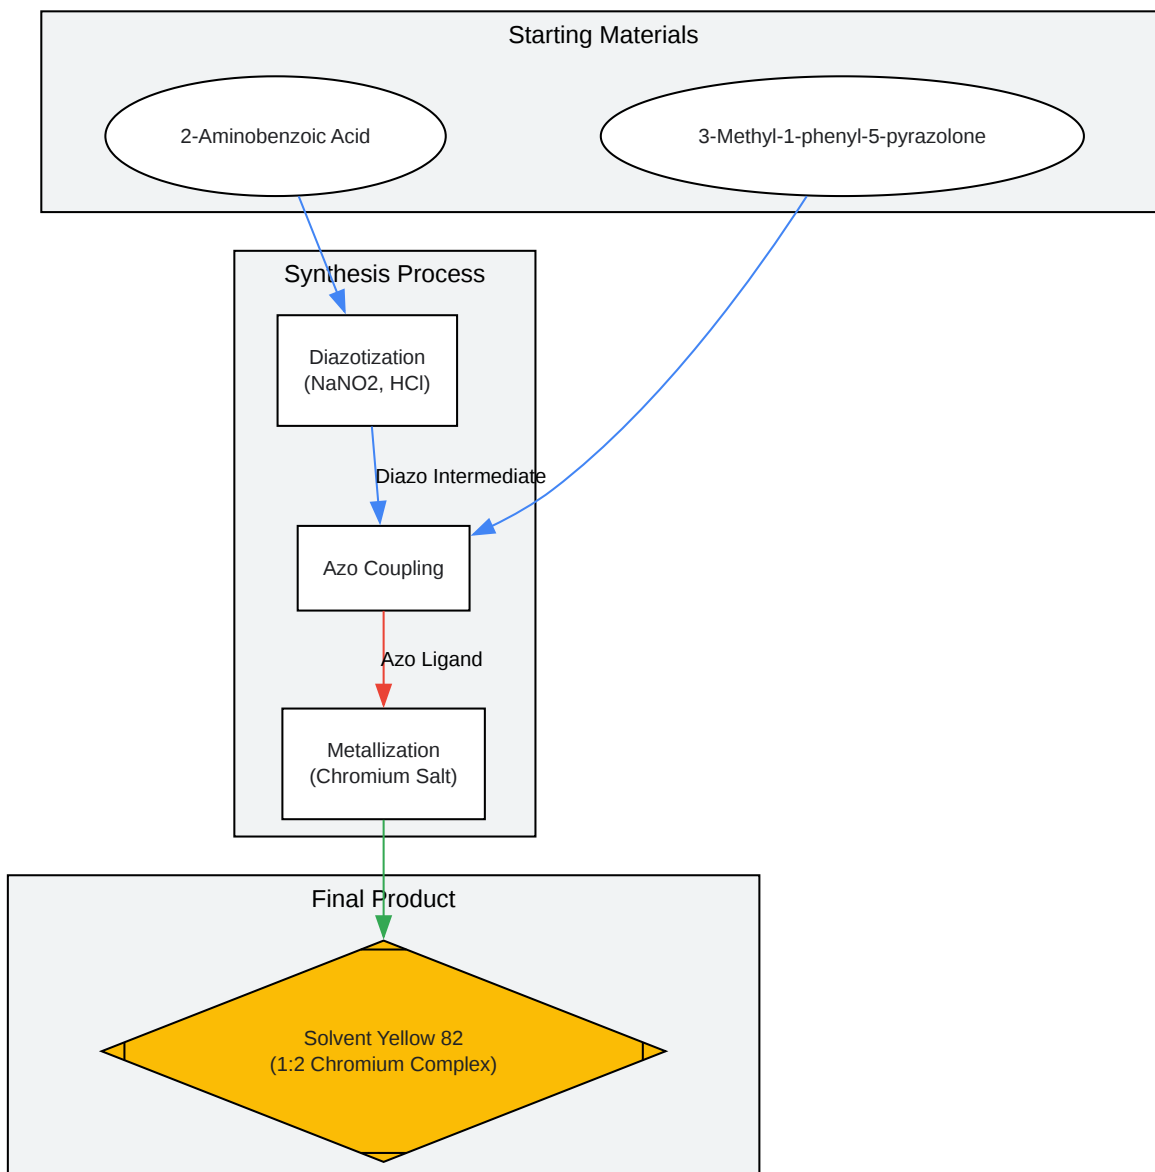 Starting Materials
2-Aminobenzoic Acid
3-Methyl-1-phenyl-5-pyrazolone
Synthesis Process
Diazotization
(NaNO2, HCl)
Diazo Intermediate
Azo Coupling
Azo Ligand
Metallization
(Chromium Salt)
Final Product
Solvent Yellow 82
(1:2 Chromium Complex)